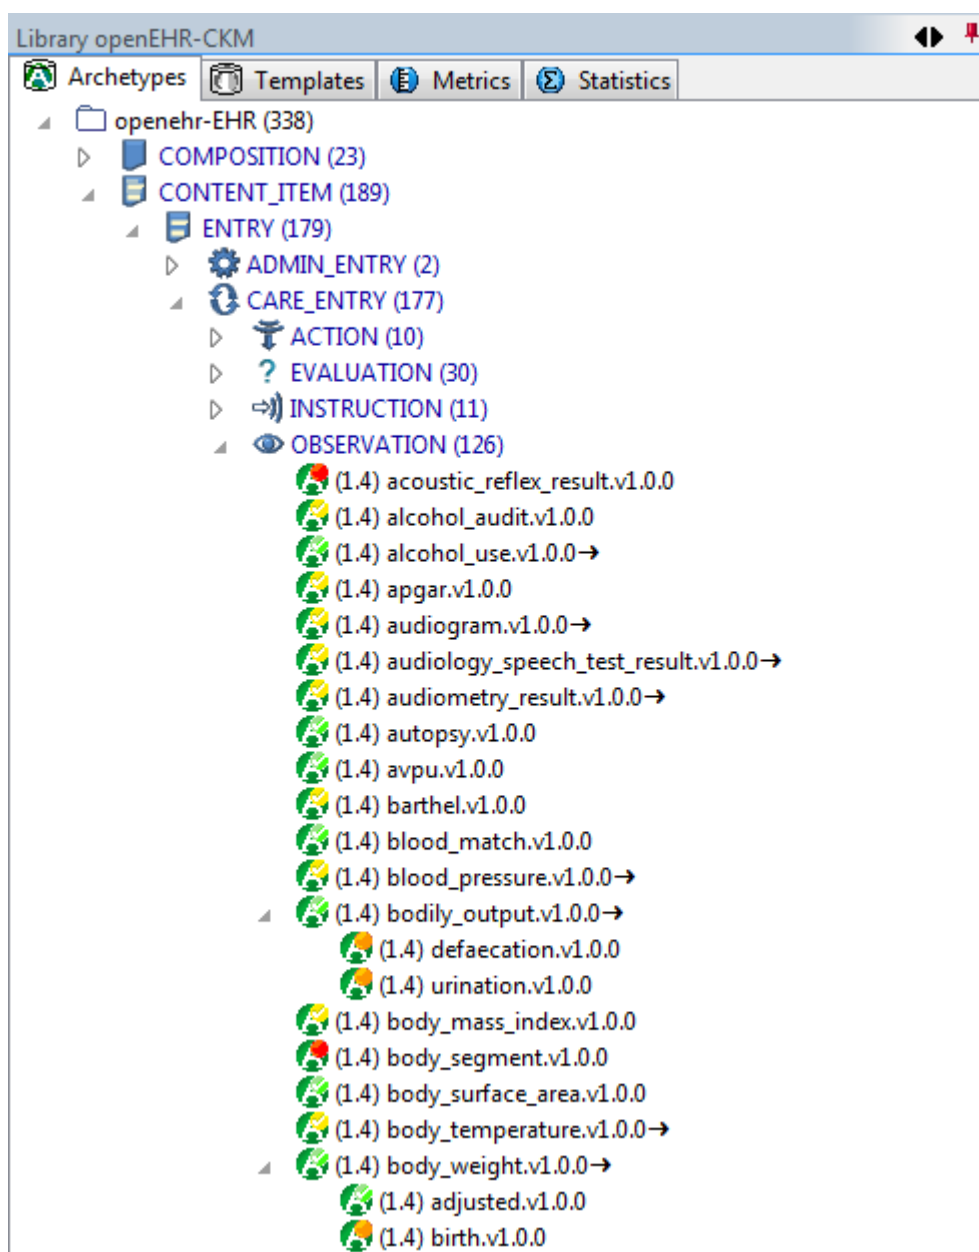 Library openEHR-CKM
Archetypes Templates Metrics Statistics
openehr-EHR (338)
COMPOSITION (23)
CONTENT_ITEM (189)
ENTRY (179)
ADMIN_ENTRY (2)
CARE_ENTRY (177)
ACTION (10)
? EVALUATION (30)
INSTRUCTION (11)
OBSERVATION (126)
(1.4) acoustic_reflex_result.v1.0.0
(1.4) alcohol_audit.v1.0.0
(1.4) alcohol_use.v1.0.0→
(1.4) apgar.v1.0.0
(1.4) audiogram.v1.0.0→
(1.4) audiology_speech_test_result.v1.0.0→
(1.4) audiometry_result.v1.0.0→
(1.4) autopsy.v1.0.0
(1.4) avpu.v1.0.0
(1.4) barthel.v1.0.0
(1.4) blood_match.v1.0.0
(1.4) blood_pressure.v1.0.0→
(1.4) bodily_output.v1.0.0→
(1.4) defaecation.v1.0.0
(1.4) urination.v1.0.0
(1.4) body_mass_index.v1.0.0
(1.4) body_segment.v1.0.0
(1.4) body_surface_area.v1.0.0
(1.4) body_temperature.v1.0.0→
(1.4) body_weight.v1.0.0→
(1.4) adjusted.v1.0.0
(1.4) birth.v1.0.0